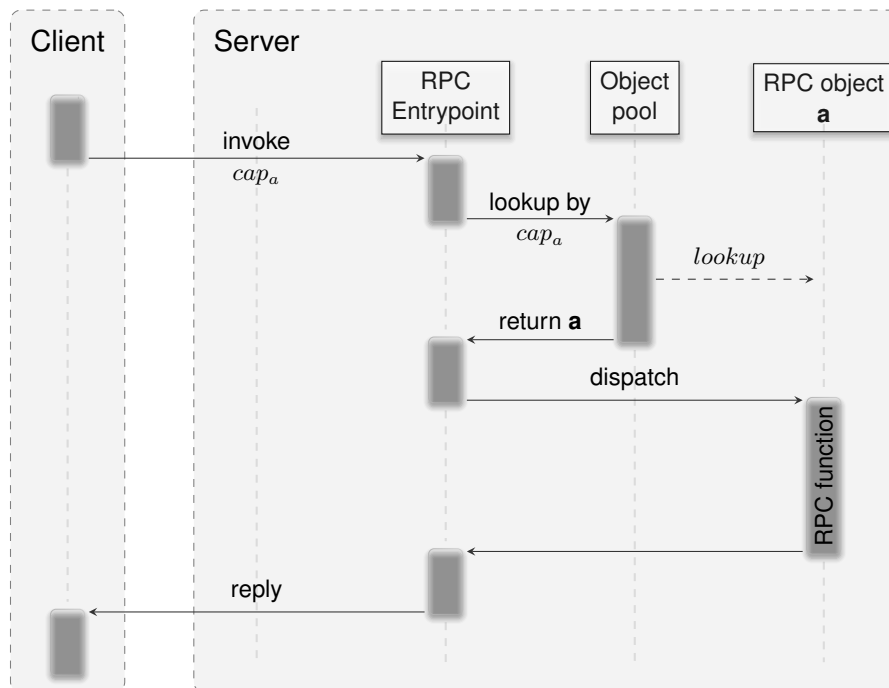 Client
Server
RPC
Entrypoint
Object
pool
RPC object
a
invoke
cap_a
lookup by
cap_a
lookup
return a
dispatch
RPC function
reply